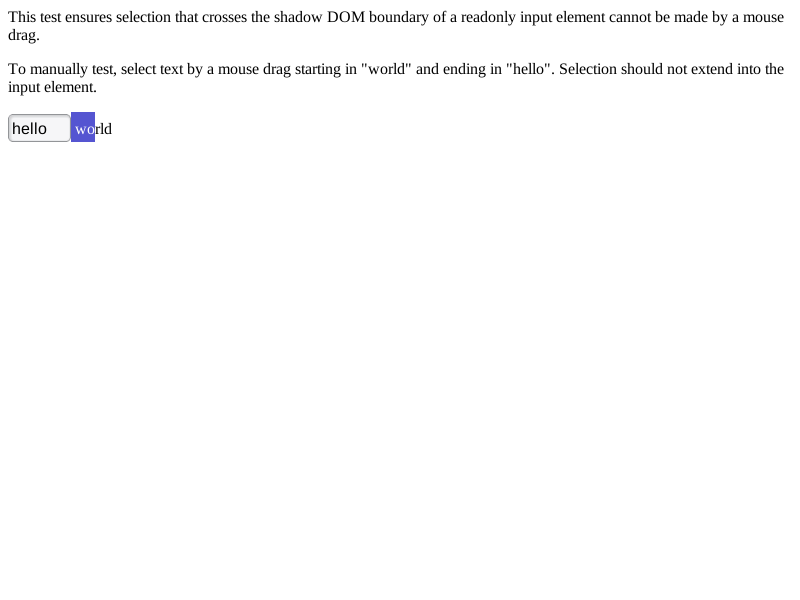 This test ensures selection that crosses the shadow DOM boundary of a readonly input element cannot be made by a mouse
drag.
To manually test, select text by a mouse drag starting in "world" and ending in "hello". Selection should not extend into the
input element.
hello world